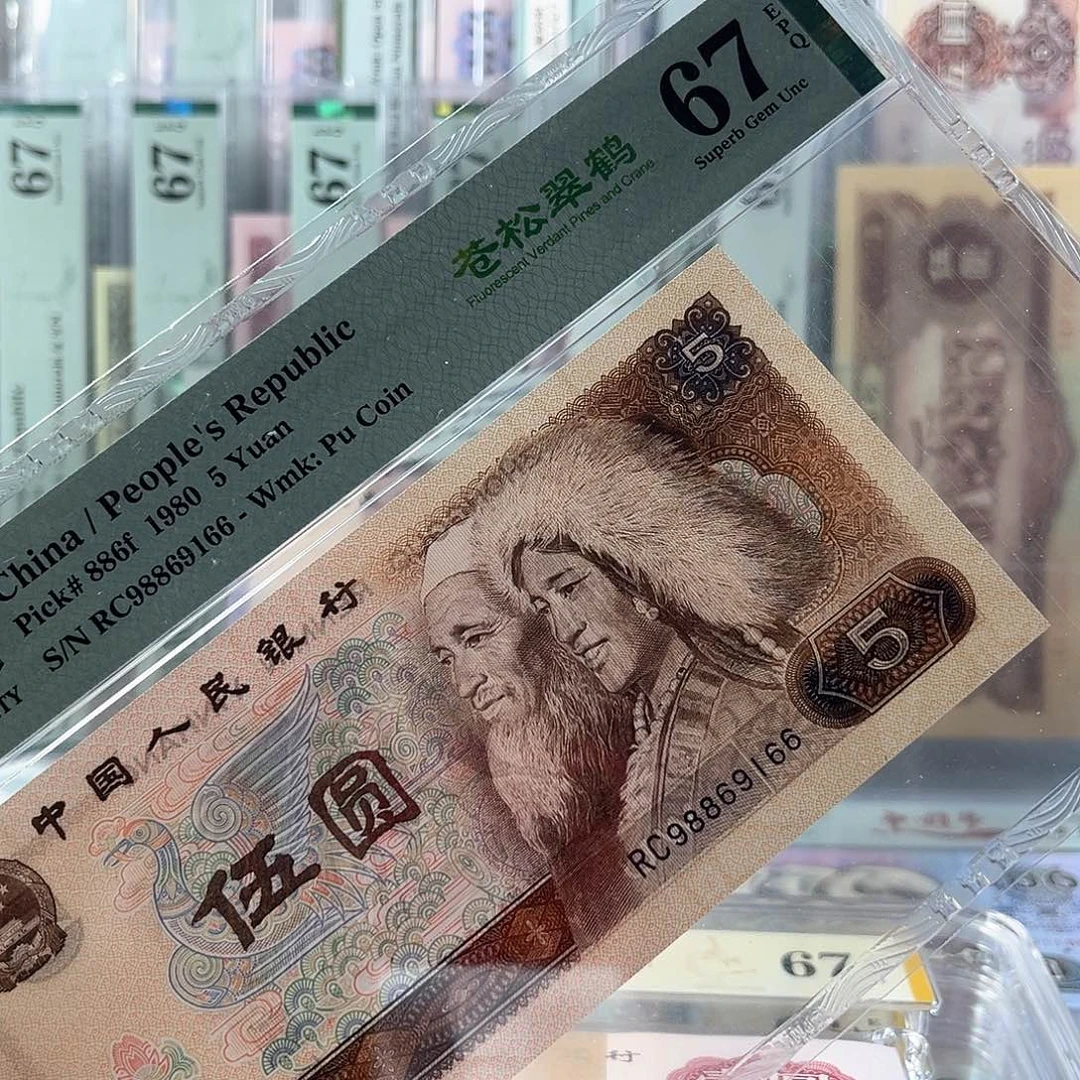 67
67
67
67
EPQ
Superb Gem Unc
苍松翠鹤
Fluorescent Verdant Pines and Crane
China / People's Republic
Pick# 886f 1980 5 Yuan
S/N RC98869166 - Wmk: Pu Coin
5
中国人民银行
伍圆
5
RC98869166
67